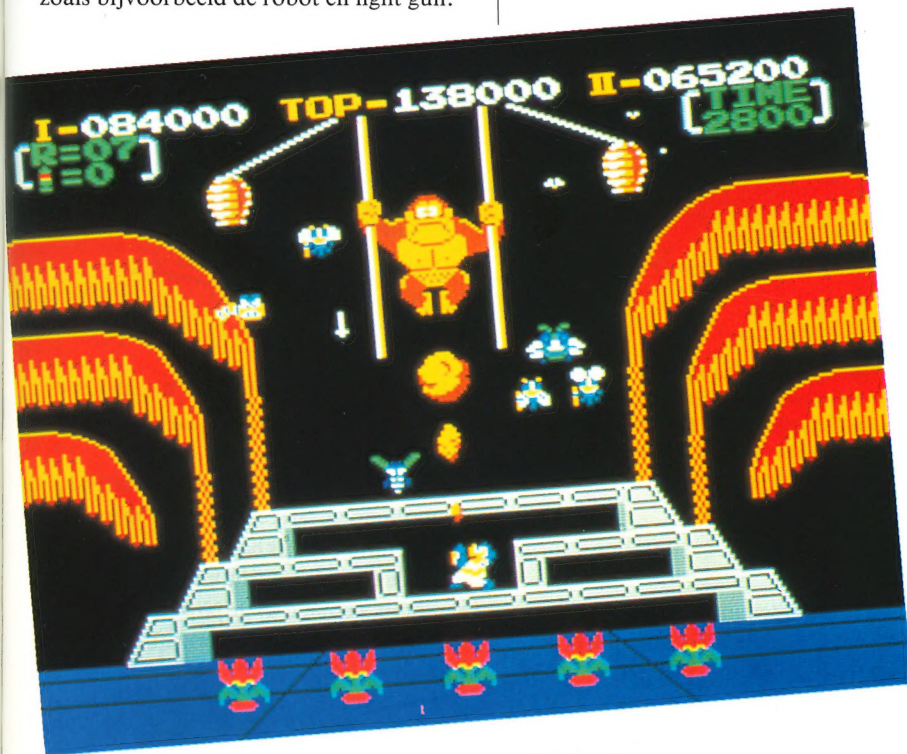 zoals bijvoorbeeld de robot en light gun.
I-084000 TOP-138000 II-065200
R=07
=0
TIME
2800